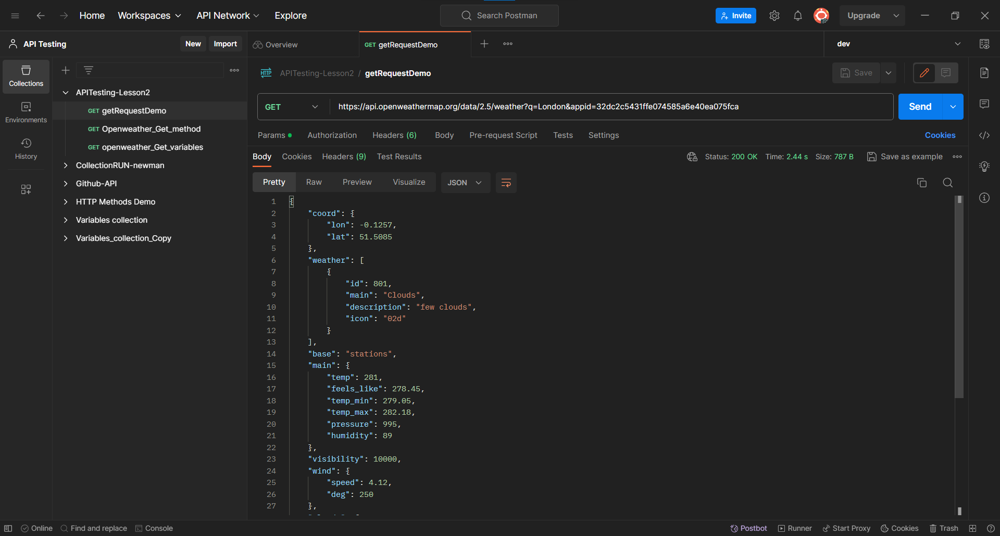 Home Workspaces API Network Explore Search Postman Invite Upgrade
API Testing New Import Overview GET getRequestDemo dev
Collections
Environments
History
APITesting-Lesson2
GET getRequestDemo
GET Openweather_Get_method
GET openweather_Get_variables
CollectionRUN-newman
Github-API
HTTP Methods Demo
Variables collection
Variables_collection_Copy
HTTP APITesting-Lesson2 / getRequestDemo Save
GET https://api.openweathermap.org/data/2.5/weather?q=London&appid=32dc2c5431ffe074585a6e40ea075fca Send
Params Authorization Headers (6) Body Pre-request Script Tests Settings Cookies
Body Cookies Headers (9) Test Results Status: 200 OK Time: 2.44 s Size: 787 B Save as example
Pretty Raw Preview Visualize JSON
1 {
2 "coord": {
3 "lon": -0.1257,
4 "lat": 51.5085
5 },
6 "weather": [
7 {
8 "id": 801,
9 "main": "Clouds",
10 "description": "few clouds",
11 "icon": "02d"
12 }
13 ],
14 "base": "stations",
15 "main": {
16 "temp": 281,
17 "feels_like": 278.45,
18 "temp_min": 279.05,
19 "temp_max": 282.18,
20 "pressure": 995,
21 "humidity": 89
22 },
23 "visibility": 10000,
24 "wind": {
25 "speed": 4.12,
26 "deg": 250
27 },
Online Find and replace Console Postbot Runner Start Proxy Cookies Trash